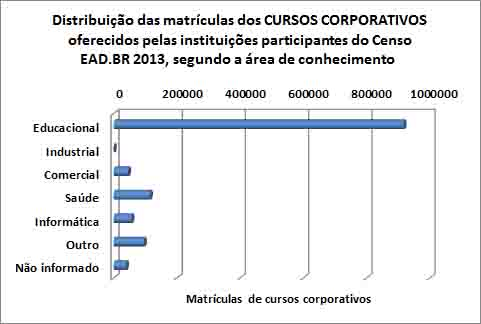 Distribuição das matrículas dos CURSOS CORPORATIVOS
oferecidos pelas instituições participantes do Censo
EAD.BR 2013, segundo a área de conhecimento
0 200000 400000 600000 800000 1000000
Educacional
Industrial
Comercial
Saúde
Informática
Outro
Não informado
Matrículas de cursos corporativos